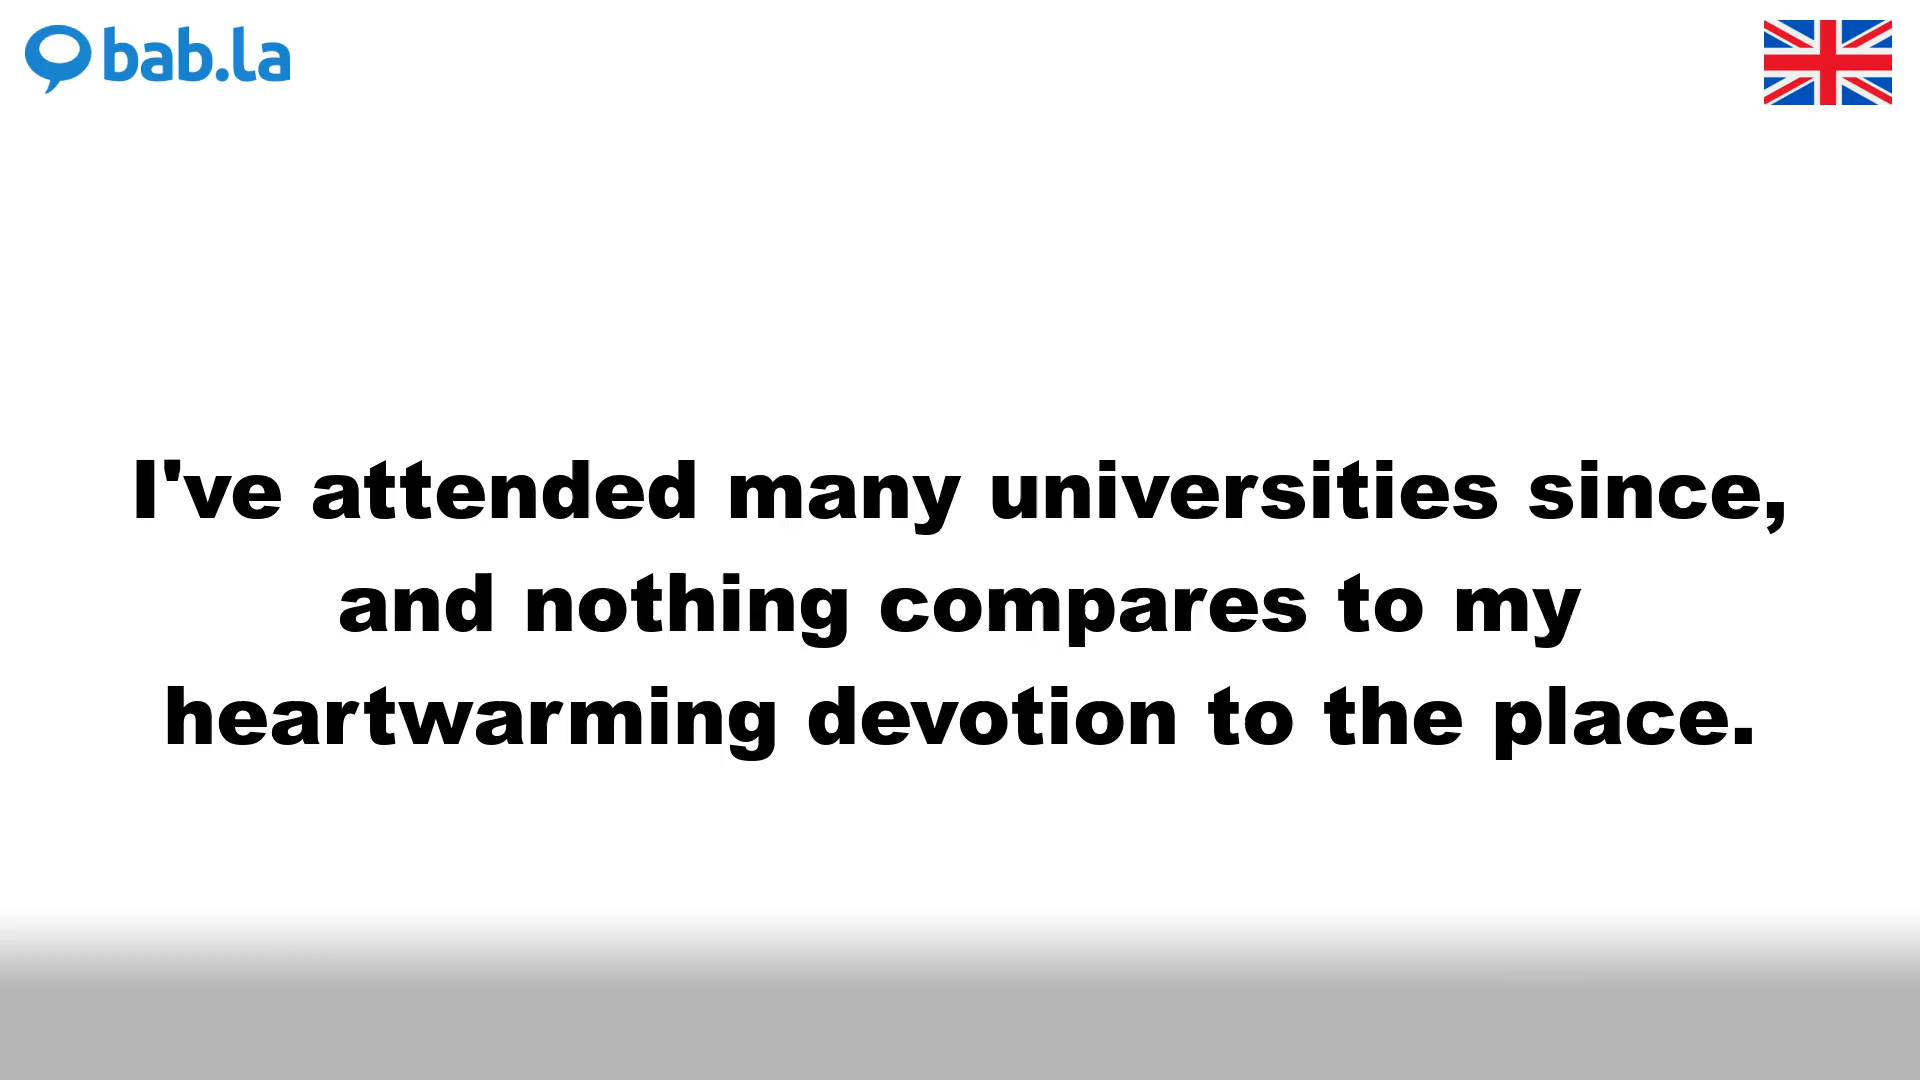 bab.la
I've attended many universities since,
and nothing compares to my
heartwarming devotion to the place.